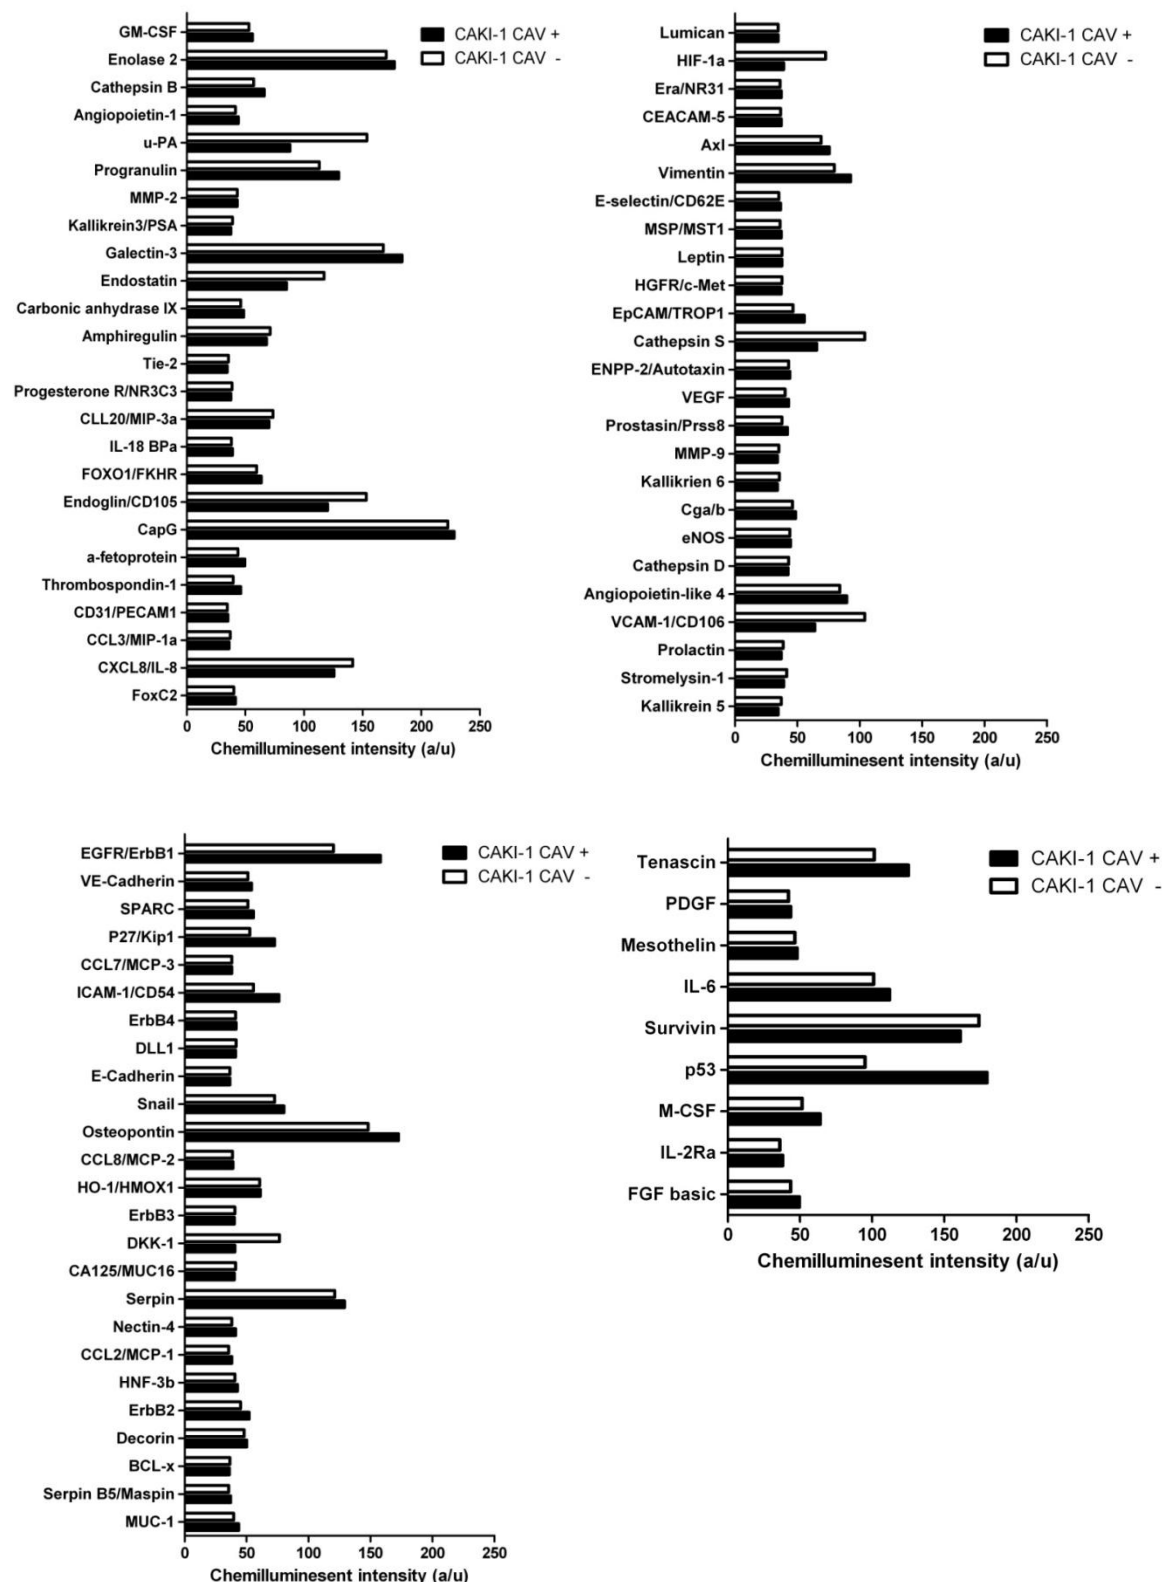 GM-CSF
Enolase 2
Cathepsin B
Angiopoietin-1
u-PA
Progranulin
MMP-2
Kallikrein3/PSA
Galectin-3
Endostatin
Carbonic anhydrase IX
Amphiregulin
Tie-2
Progesterone R/NR3C3
CLL20/MIP-3a
IL-18 BPa
FOXO1/FKHR
Endoglin/CD105
CapG
a-fetoprotein
Thrombospondin-1
CD31/PECAM1
CCL3/MIP-1a
CXCL8/IL-8
FoxC2
0 50 100 150 200 250
Chemilluminesent intensity (a/u)
CAKI-1 CAV +
CAKI-1 CAV -
Lumican
HIF-1a
Era/NR31
CEACAM-5
Axl
Vimentin
E-selectin/CD62E
MSP/MST1
Leptin
HGFR/c-Met
EpCAM/TROP1
Cathepsin S
ENPP-2/Autotaxin
VEGF
Prostasin/Prss8
MMP-9
Kallikrien 6
Cga/b
eNOS
Cathepsin D
Angiopoietin-like 4
VCAM-1/CD106
Prolactin
Stromelysin-1
Kallikrein 5
0 50 100 150 200 250
Chemilluminesent intensity (a/u)
CAKI-1 CAV +
CAKI-1 CAV -
EGFR/ErbB1
VE-Cadherin
SPARC
P27/Kip1
CCL7/MCP-3
ICAM-1/CD54
ErbB4
DLL1
E-Cadherin
Snail
Osteopontin
CCL8/MCP-2
HO-1/HMOX1
ErbB3
DKK-1
CA125/MUC16
Serpin
Nectin-4
CCL2/MCP-1
HNF-3b
ErbB2
Decorin
BCL-x
Serpin B5/Maspin
MUC-1
0 50 100 150 200 250
Chemilluminesent intensity (a/u)
CAKI-1 CAV +
CAKI-1 CAV -
Tenascin
PDGF
Mesothelin
IL-6
Survivin
p53
M-CSF
IL-2Ra
FGF basic
0 50 100 150 200 250
Chemilluminesent intensity (a/u)
CAKI-1 CAV +
CAKI-1 CAV -